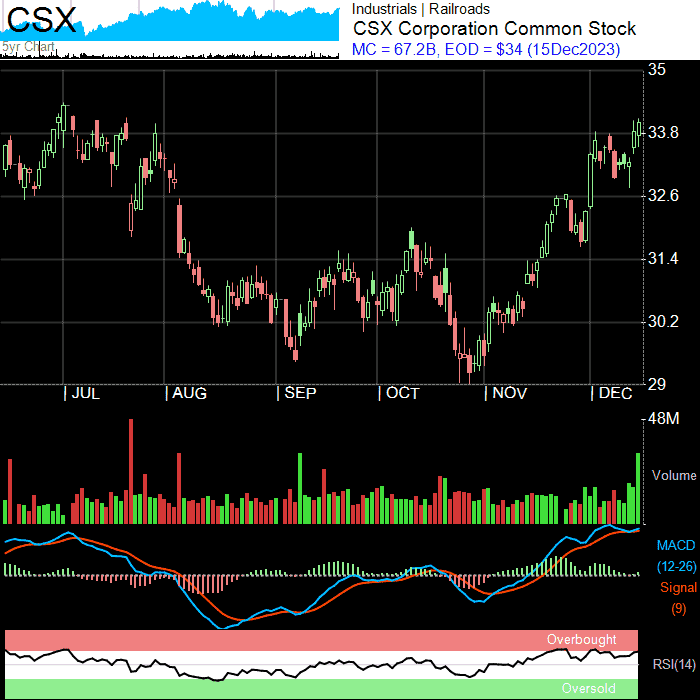 CSX
5yr Chart
Industrials | Railroads
CSX Corporation Common Stock
MC = 67.2B, EOD = $34 (15Dec2023)
35
33.8
32.6
31.4
30.2
29
| JUL | AUG | SEP | OCT | NOV | DEC
48M
Volume
MACD
(12-26)
Signal
(9)
Overbought
RSI(14)
Oversold